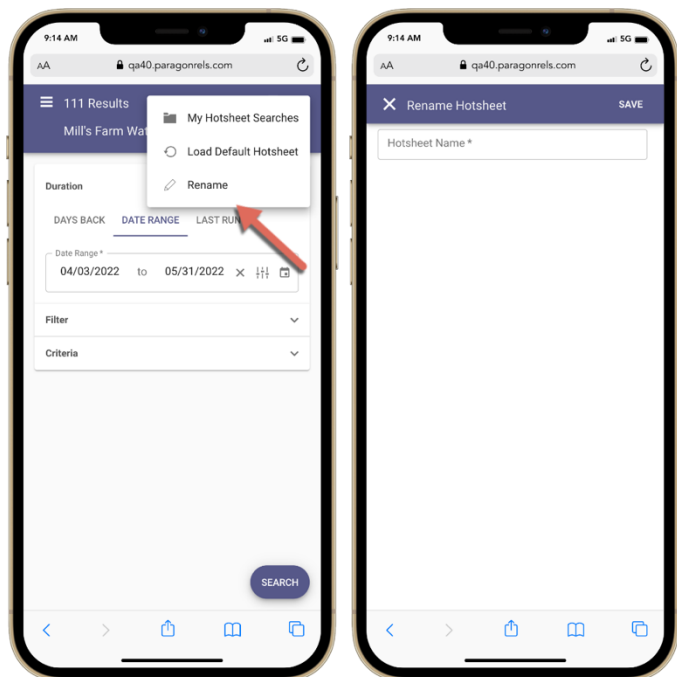 9:14 AM
5G
AA
qa40.paragonrels.com
111 Results
Mill's Farm Wat
My Hotsheet Searches
Load Default Hotsheet
Rename
Duration
DAYS BACK
DATE RANGE
LAST RUN
Date Range *
04/03/2022 to 05/31/2022
Filter
Criteria
SEARCH
9:14 AM
5G
AA
qa40.paragonrels.com
Rename Hotsheet
SAVE
Hotsheet Name *